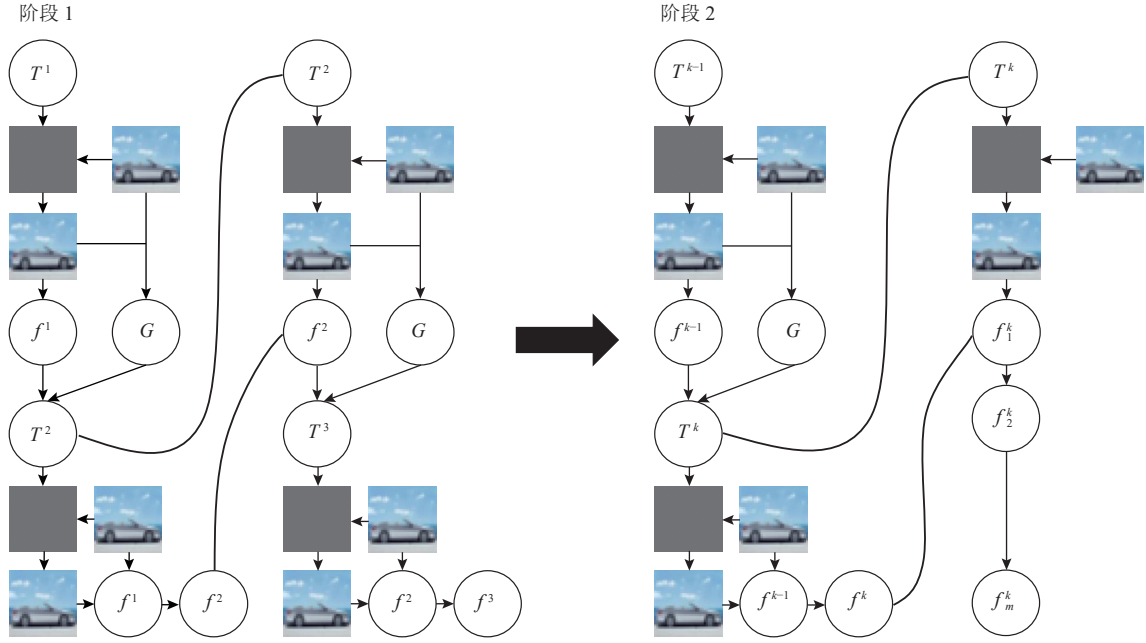 阶段 1
阶段 2
T¹
T²
Tᵏ⁻¹
Tᵏ
f¹
G
f²
G
fᵏ⁻¹
G
f₁ᵏ
f₂ᵏ
T²
T³
Tᵏ
f¹
f²
f²
f³
fᵏ⁻¹
fᵏ
fₘᵏ